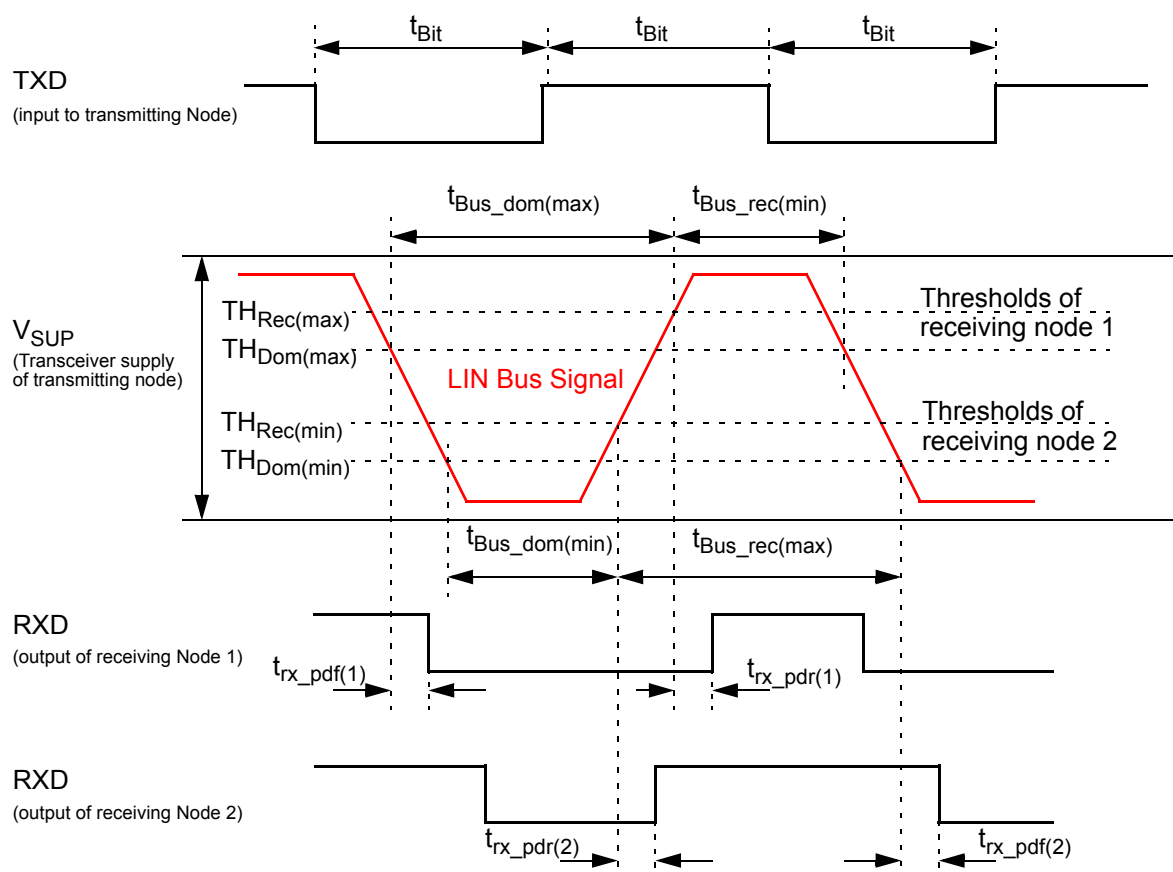 tBit tBit tBit
TXD
(input to transmitting Node)
tBus_dom(max) tBus_rec(min)
VSUP
(Transceiver supply
of transmitting node)
THRec(max)
THDom(max)
LIN Bus Signal
THRec(min)
THDom(min)
Thresholds of
receiving node 1
Thresholds of
receiving node 2
tBus_dom(min) tBus_rec(max)
RXD
(output of receiving Node 1)
trx_pdf(1) trx_pdr(1)
RXD
(output of receiving Node 2)
trx_pdr(2) trx_pdf(2)